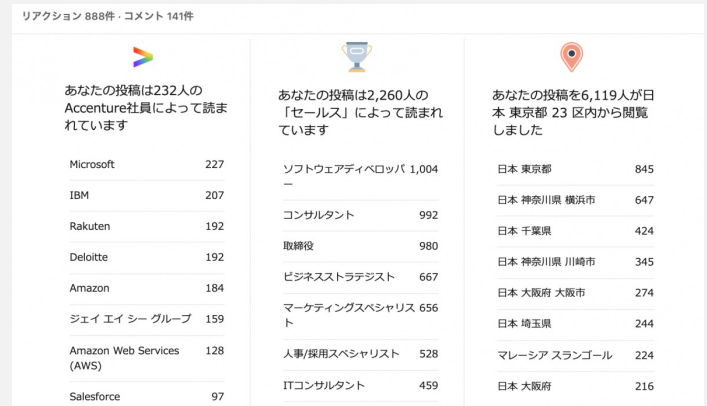 リアクション 888件 · コメント 141件
あなたの投稿は232人の
Accenture社員によって読ま
れています
Microsoft 227
IBM 207
Rakuten 192
Deloitte 192
Amazon 184
ジェイ エイ シー グループ 159
Amazon Web Services 128
(AWS)
Salesforce 97
あなたの投稿は2,260人の
「セールス」によって読まれ
ています
ソフトウェアディベロッパ 1,004
ー
コンサルタント 992
取締役 980
ビジネスストラテジスト 667
マーケティングスペシャリス 656
ト
人事/採用スペシャリスト 528
ITコンサルタント 459
あなたの投稿を6,119人が日
本 東京都 23 区内から閲覧
しました
日本 東京都 845
日本 神奈川県 横浜市 647
日本 千葉県 424
日本 神奈川県 川崎市 345
日本 大阪府 大阪市 274
日本 埼玉県 244
マレーシア スランゴール 224
日本 大阪府 216